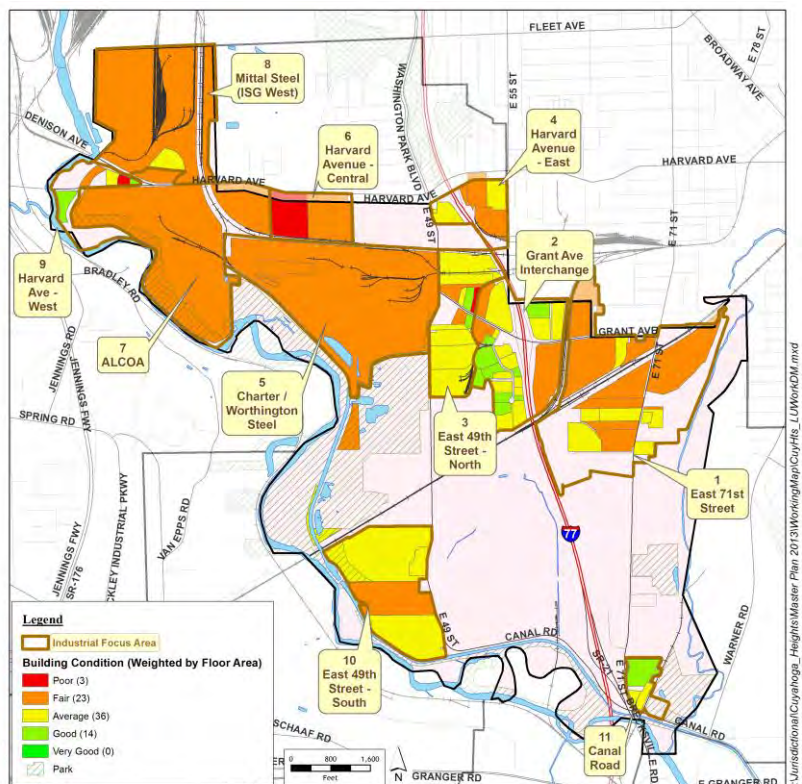 FLEET AVE
BROADWAY AVE
E 78 ST
E 55 ST
WASHINGTON PARK BLVD
8
Mittal Steel
(ISG West)
DENISON AVE
6
Harvard
Avenue -
Central
4
Harvard
Avenue
- East
HARVARD AVE
HARVARD AVE
HARVARD AVE
E 49 ST
E 71 ST
2
Grant Ave
Interchange
9
Harvard
Ave -
West
BRADLEY RD
GRANT AVE
E 71 ST
7
ALCOA
JENNINGS RD
JENNINGS FWY
5
Charter /
Worthington
Steel
3
East 49th
Street -
North
SPRING RD
1
East 71st
Street
VAN EPPS RD
CKLEY INDUSTRIAL PKWY
JENNINGS FWY
SR-176
77
WARNER RD
E 49 ST
CANAL RD
SR-21
E 71 ST
BRECKSVILLE RD
CANAL RD
10
East 49th
Street -
South
11
Canal
Road
SCHAAF RD
GRANGER RD
E GRANGER RD
Legend
Industrial Focus Area
Building Condition (Weighted by Floor Area)
Poor (3)
Fair (23)
Average (36)
Good (14)
Very Good (0)
Park
0 800 1,600
Feet
N
Jurisdictional\Cuyahoga_Heights\Master Plan 2013\WorkingMap\CuyHts_LUWorkDM.mxd